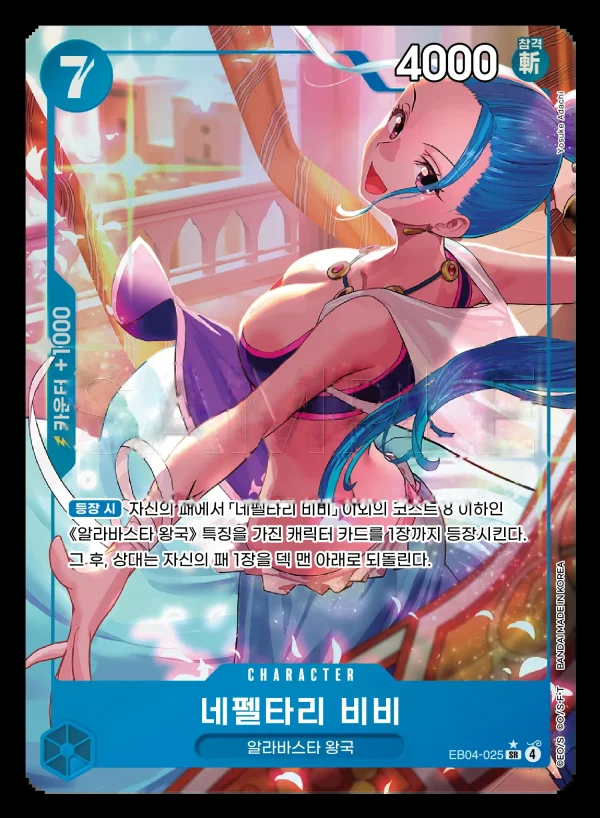 7
4000
참격
斬
Yosuke Adachi
카운터 +1000
SAMPLE
등장 시 자신의 패에서 「네펠타리 비비」 이외의 코스트 8 이하인
《알라바스타 왕국》 특징을 가진 캐릭터 카드를 1장까지 등장시킨다.
그 후, 상대는 자신의 패 1장을 덱 맨 아래로 되돌린다.
CHARACTER
네펠타리 비비
알라바스타 왕국
EB04-025 SR 4
©EO/S ©O/S·F·T BANDAI MADE IN KOREA